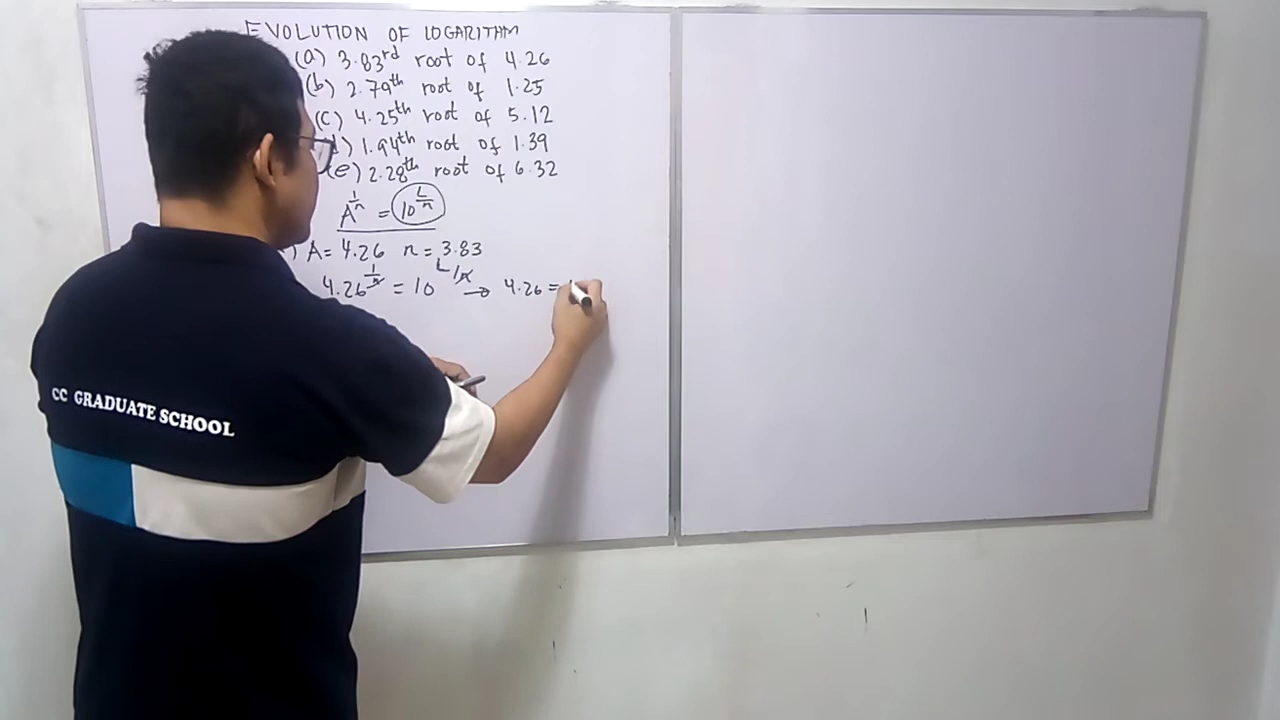 EVOLUTION OF LOGARITHM
(a) 3.83rd root of 4.26
(b) 2.79th root of 1.25
(c) 4.25th root of 5.12
d) 1.94th root of 1.39
(e) 2.28th root of 6.32
A^1/n = 10^L/n
) A = 4.26 n = 3.83
4.26^1/n = 10^L/n → 4.26 =
CC GRADUATE SCHOOL